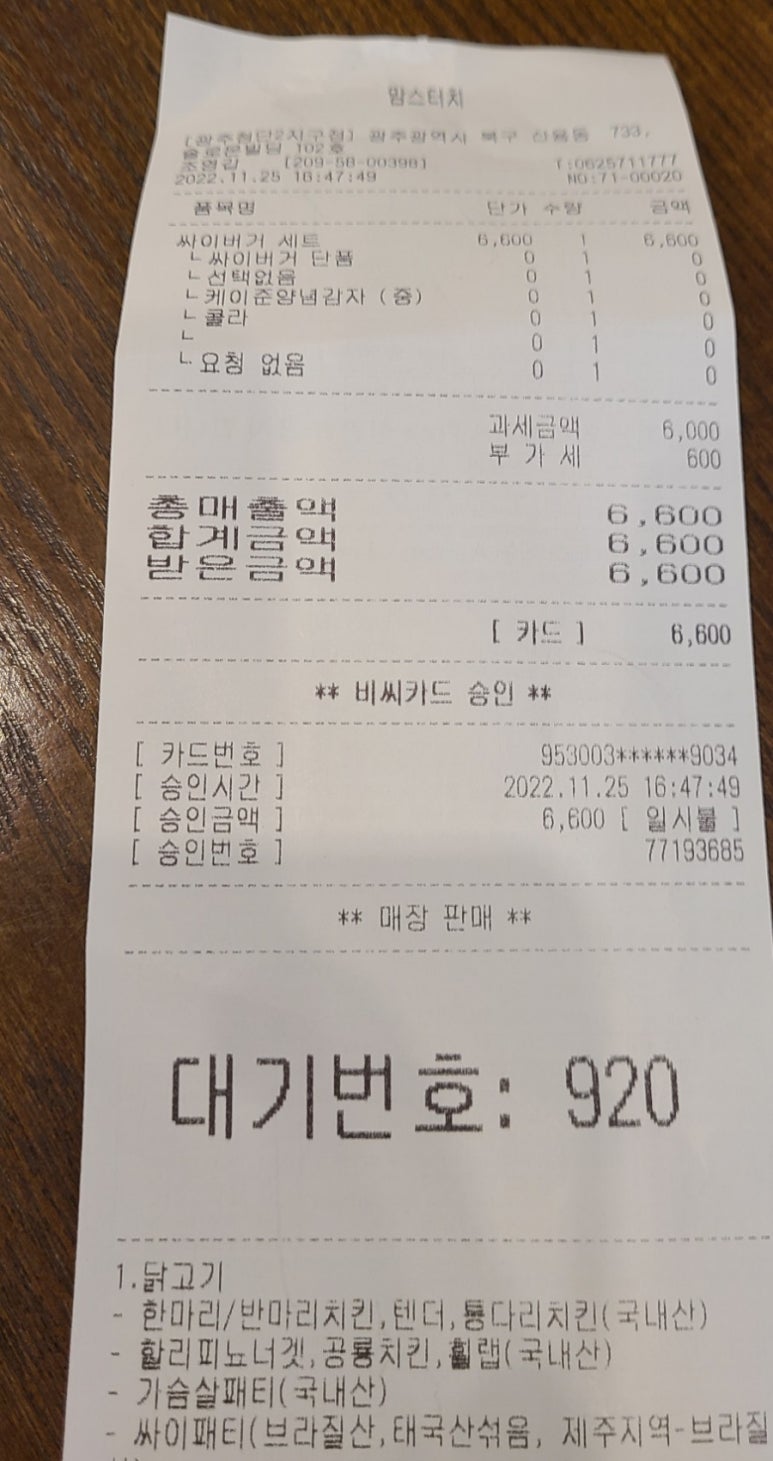 맘스터치
[광주첨단2지구점] 광주광역시 북구 신용동 733,
솔로몬빌딩 102호
조영갑 [209-58-00398] T:0625711777
2022.11.25 16:47:49 NO:71-00020
품목명 단가 수량 금액
싸이버거 세트 6,600 1 6,600
ㄴ싸이버거 단품 0 1 0
ㄴ선택없음 0 1 0
ㄴ케이준양념감자(중) 0 1 0
ㄴ콜라 0 1 0
ㄴ 0 1 0
ㄴ요청 없음 0 1 0
과세금액 6,000
부 가 세 600
총매출액 6,600
합계금액 6,600
받은금액 6,600
[ 카드 ] 6,600
** 비씨카드 승인 **
[ 카드번호 ] 953003******9034
[ 승인시간 ] 2022.11.25 16:47:49
[ 승인금액 ] 6,600 [ 일시불 ]
[ 승인번호 ] 77193685
** 매장 판매 **
대기번호: 920
1.닭고기
- 한마리/반마리치킨,텐더,통다리치킨(국내산)
- 할리피뇨너겟,공룡치킨,휠랩(국내산)
- 가슴살패티(국내산)
- 싸이패티(브라질산,태국산섞음, 제주지역-브라질